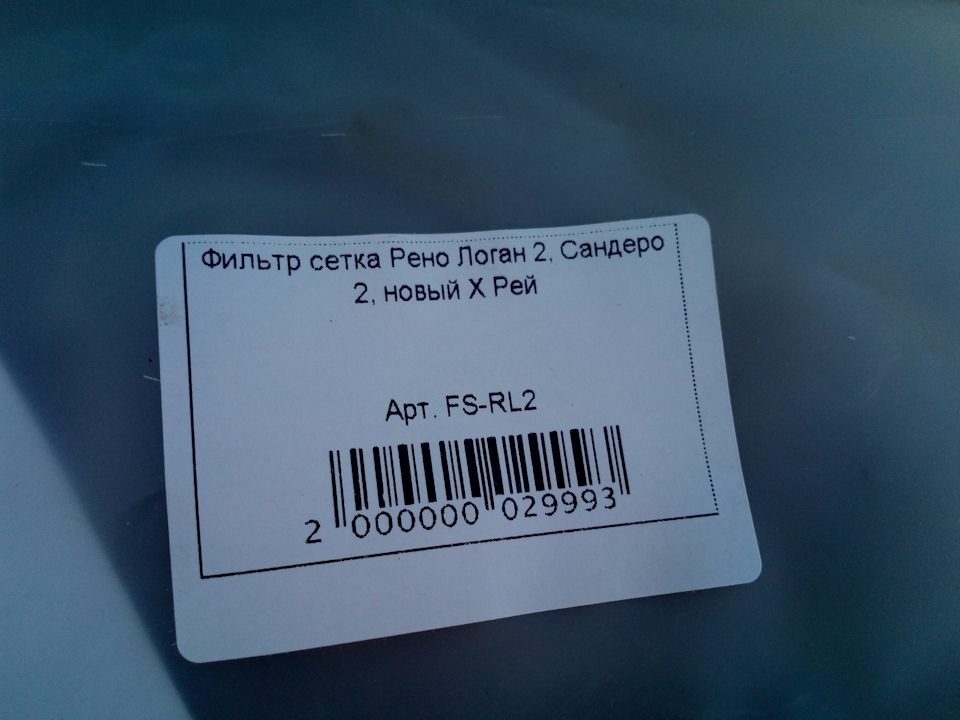 Фильтр сетка Рено Логан 2, Сандеро
2, новый Х Рей
Арт. FS-RL2
2 000000 029993